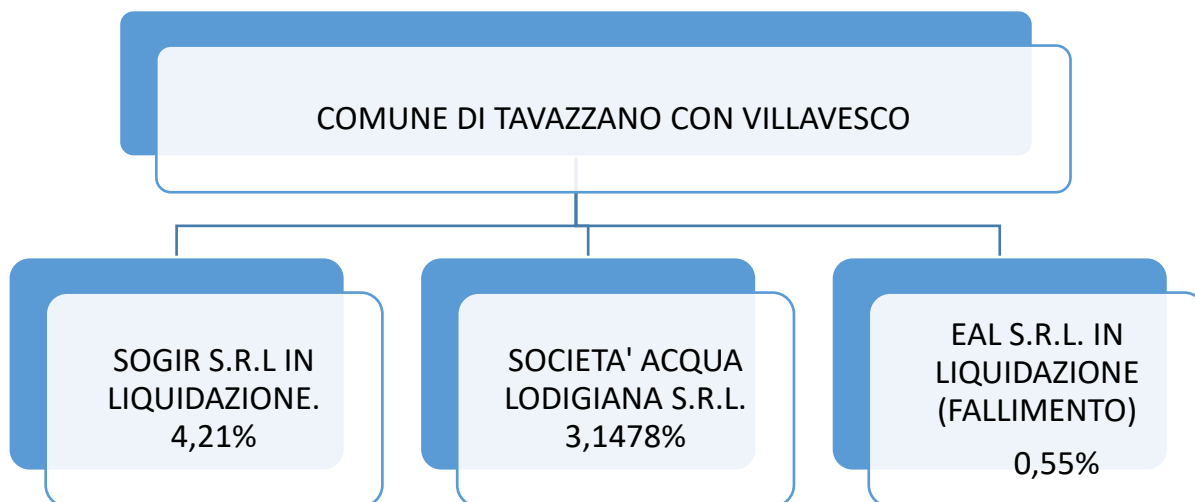 COMUNE DI TAVAZZANO CON VILLAVESCO
SOGIR S.R.L IN
LIQUIDAZIONE.
4,21%
SOCIETA' ACQUA
LODIGIANA S.R.L.
3,1478%
EAL S.R.L. IN
LIQUIDAZIONE
(FALLIMENTO)
0,55%